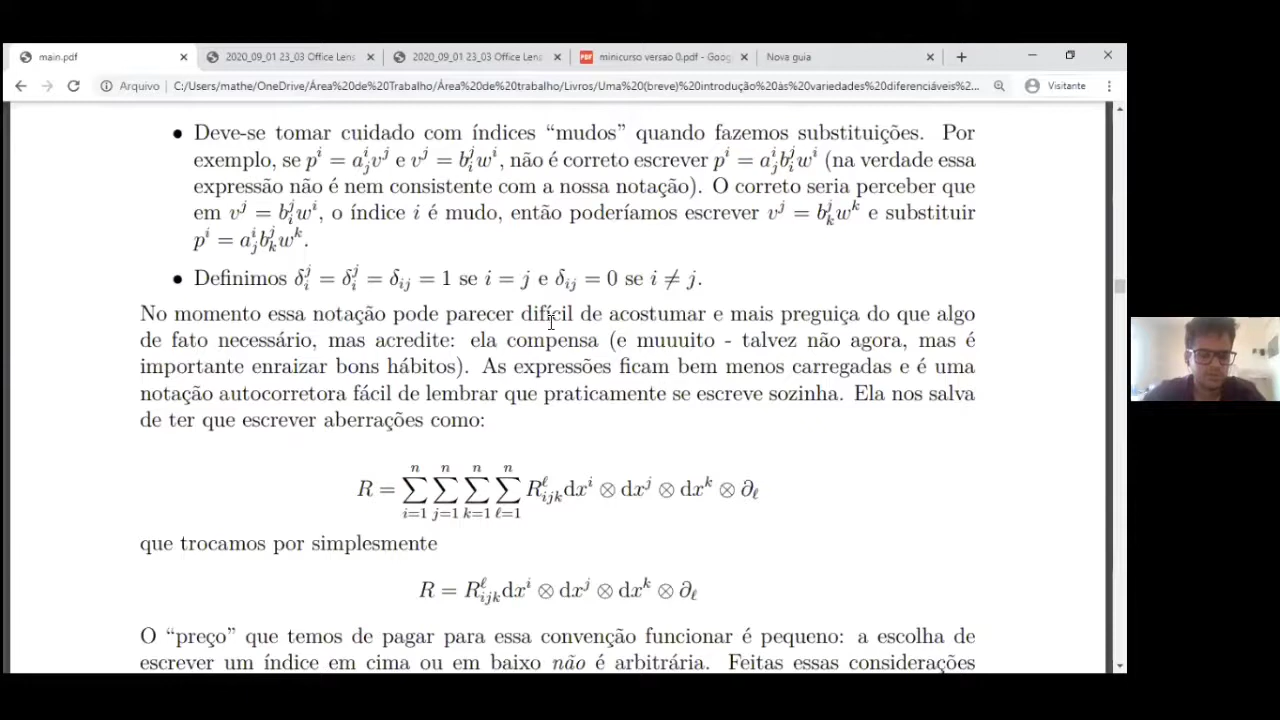 main.pdf
2020_09_01 23_03 Office Lens
2020_09_01 23_03 Office Lens
minicurso versao 0.pdf - Goog
Nova guia
Arquivo
C:/Users/mathe/OneDrive/Área%20de%20Trabalho/Área%20de%20trabalho/Livros/Uma%20(breve)%20introdução%20às%20variedades%20diferenciáveis%...
Visitante
• Deve-se tomar cuidado com índices “mudos” quando fazemos substituições. Por
exemplo, se p^i = a^i_j v^j e v^j = b^j_i w^i, não é correto escrever p^i = a^i_j b^j_i w^i (na verdade essa
expressão não é nem consistente com a nossa notação). O correto seria perceber que
em v^j = b^j_i w^i, o índice i é mudo, então poderíamos escrever v^j = b^j_k w^k e substituir
p^i = a^i_j b^j_k w^k.
• Definimos δ^j_i = δ^j_i = δ_ij = 1 se i = j e δ_ij = 0 se i ≠ j.
No momento essa notação pode parecer difícil de acostumar e mais preguiça do que algo
de fato necessário, mas acredite: ela compensa (e muuuito - talvez não agora, mas é
importante enraizar bons hábitos). As expressões ficam bem menos carregadas e é uma
notação autocorretora fácil de lembrar que praticamente se escreve sozinha. Ela nos salva
de ter que escrever aberrações como:
R = ∑_{i=1}^n ∑_{j=1}^n ∑_{k=1}^n ∑_{ℓ=1}^n R^ℓ_{ijk} dx^i ⊗ dx^j ⊗ dx^k ⊗ ∂_ℓ
que trocamos por simplesmente
R = R^ℓ_{ijk} dx^i ⊗ dx^j ⊗ dx^k ⊗ ∂_ℓ
O “preço” que temos de pagar para essa convenção funcionar é pequeno: a escolha de
escrever um índice em cima ou em baixo não é arbitrária. Feitas essas considerações